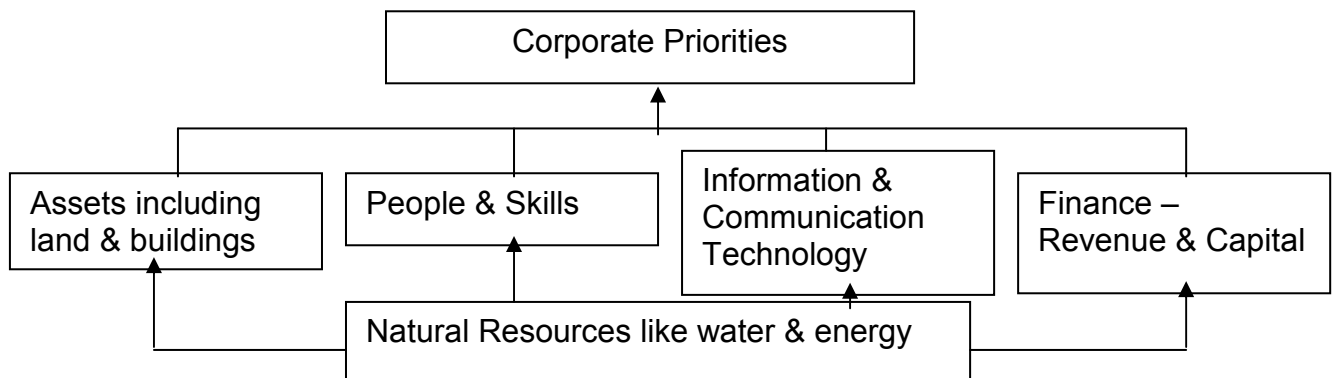 Corporate Priorities
Assets including
land & buildings
People & Skills
Information &
Communication
Technology
Finance –
Revenue & Capital
Natural Resources like water & energy